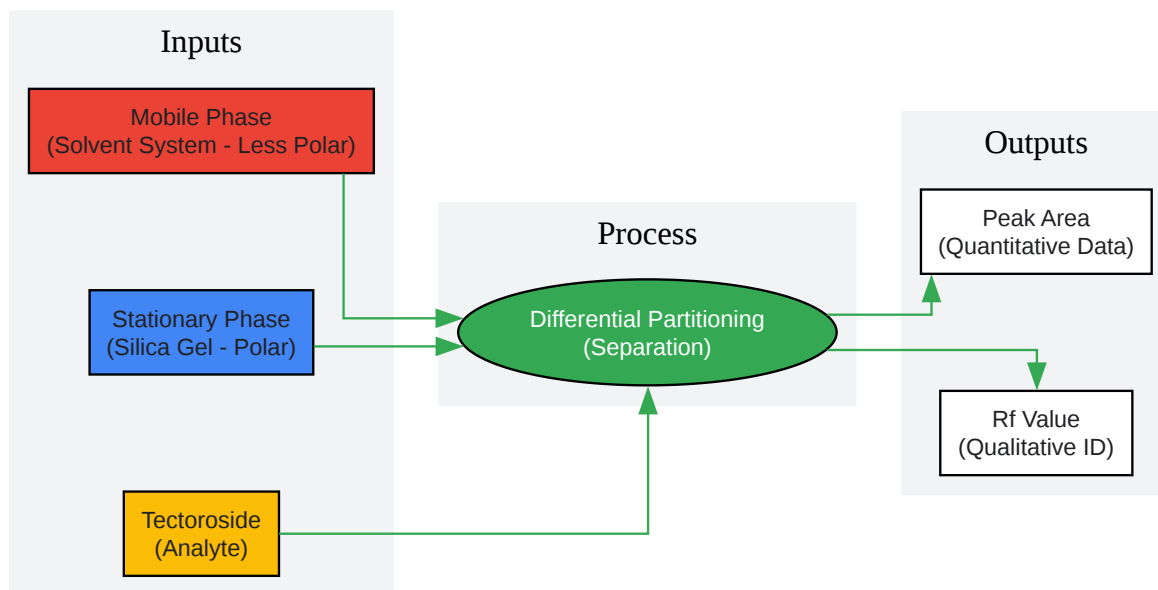 Inputs
Mobile Phase
(Solvent System - Less Polar)
Stationary Phase
(Silica Gel - Polar)
Tectoroside
(Analyte)
Process
Differential Partitioning
(Separation)
Outputs
Peak Area
(Quantitative Data)
Rf Value
(Qualitative ID)